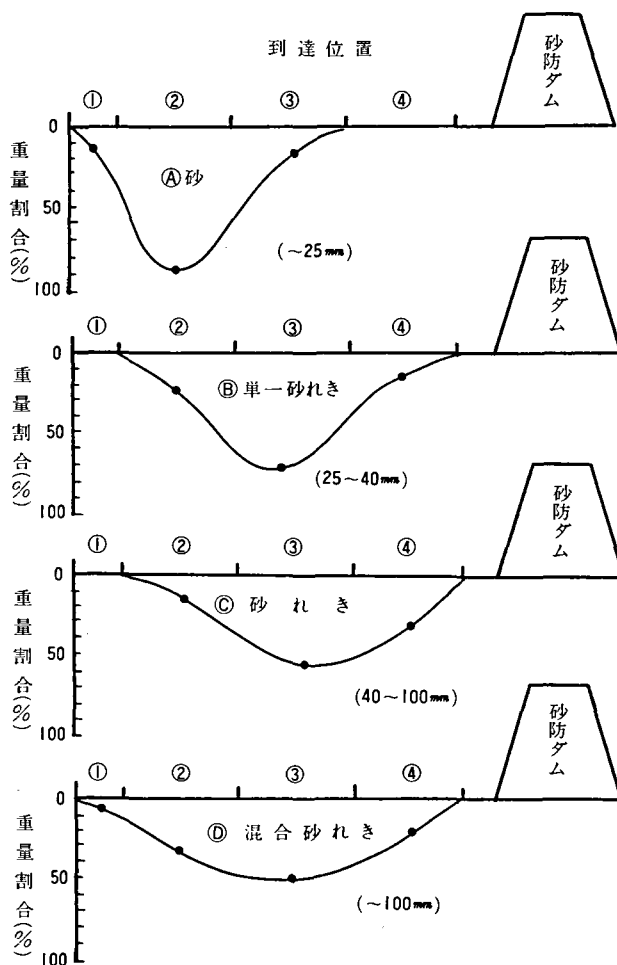 到達位置
① ② ③ ④
砂防ダム
重量割合(%)
0
50
100
Ⓐ砂
(~25mm)
① ② ③ ④
砂防ダム
重量割合(%)
0
50
100
Ⓑ単一砂れき
(25~40mm)
① ② ③ ④
砂防ダム
重量割合(%)
0
50
100
Ⓒ砂れき
(40~100mm)
① ② ③ ④
砂防ダム
重量割合(%)
0
50
100
Ⓓ混合砂れき
(~100mm)